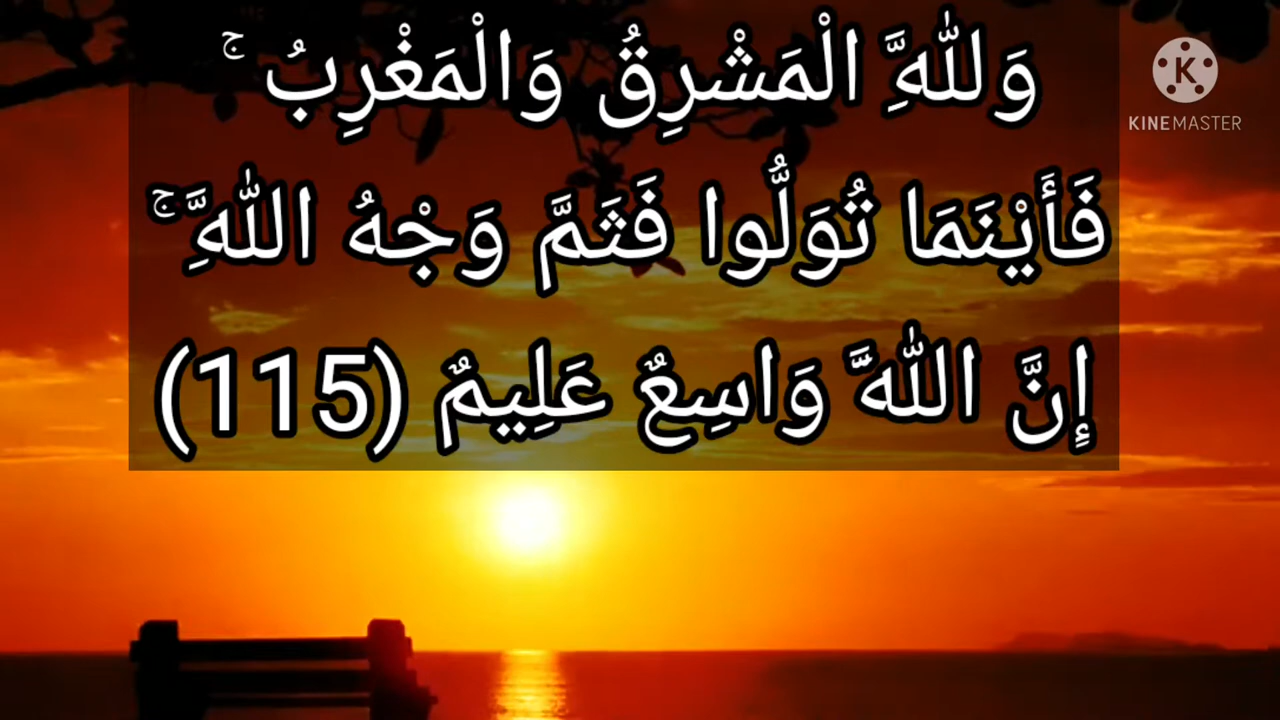 وَلِلَّهِ الْمَشْرِقُ وَالْمَغْرِبُ ۚ
فَأَيْنَمَا تُوَلُّوا فَثَمَّ وَجْهُ اللَّهِ ۚ
إِنَّ اللَّهَ وَاسِعٌ عَلِيمٌ (115)
KINEMASTER